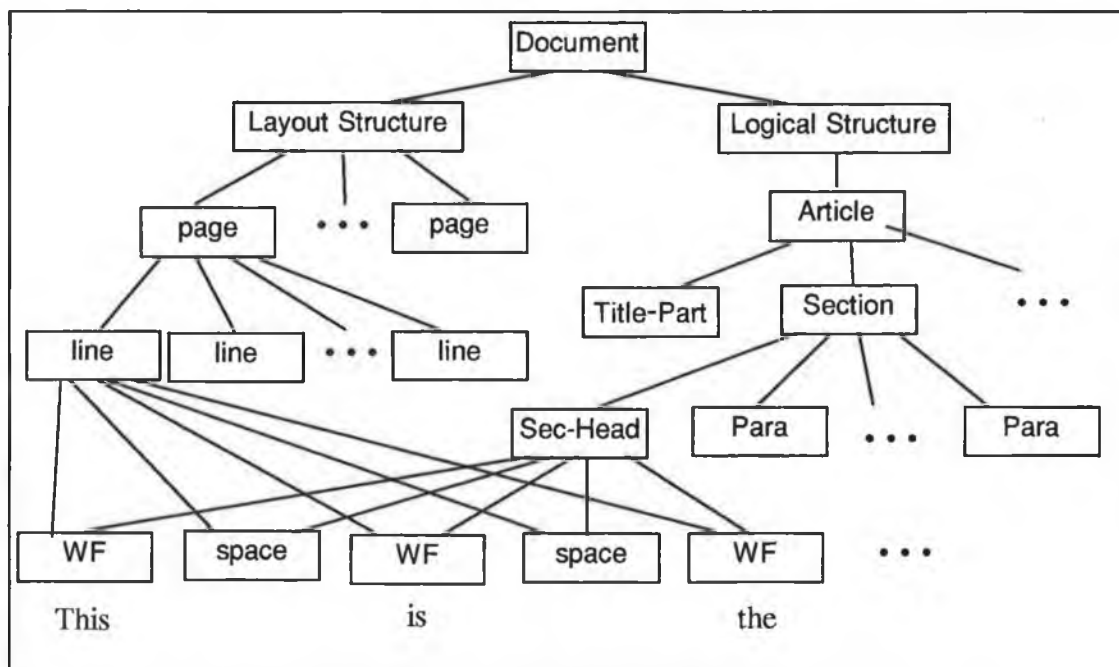 Document
Layout Structure Logical Structure
page • • • page Article
Title-Part Section • • •
line line • • • line
Sec-Head Para • • • Para
WF space WF space WF • • •
This is the